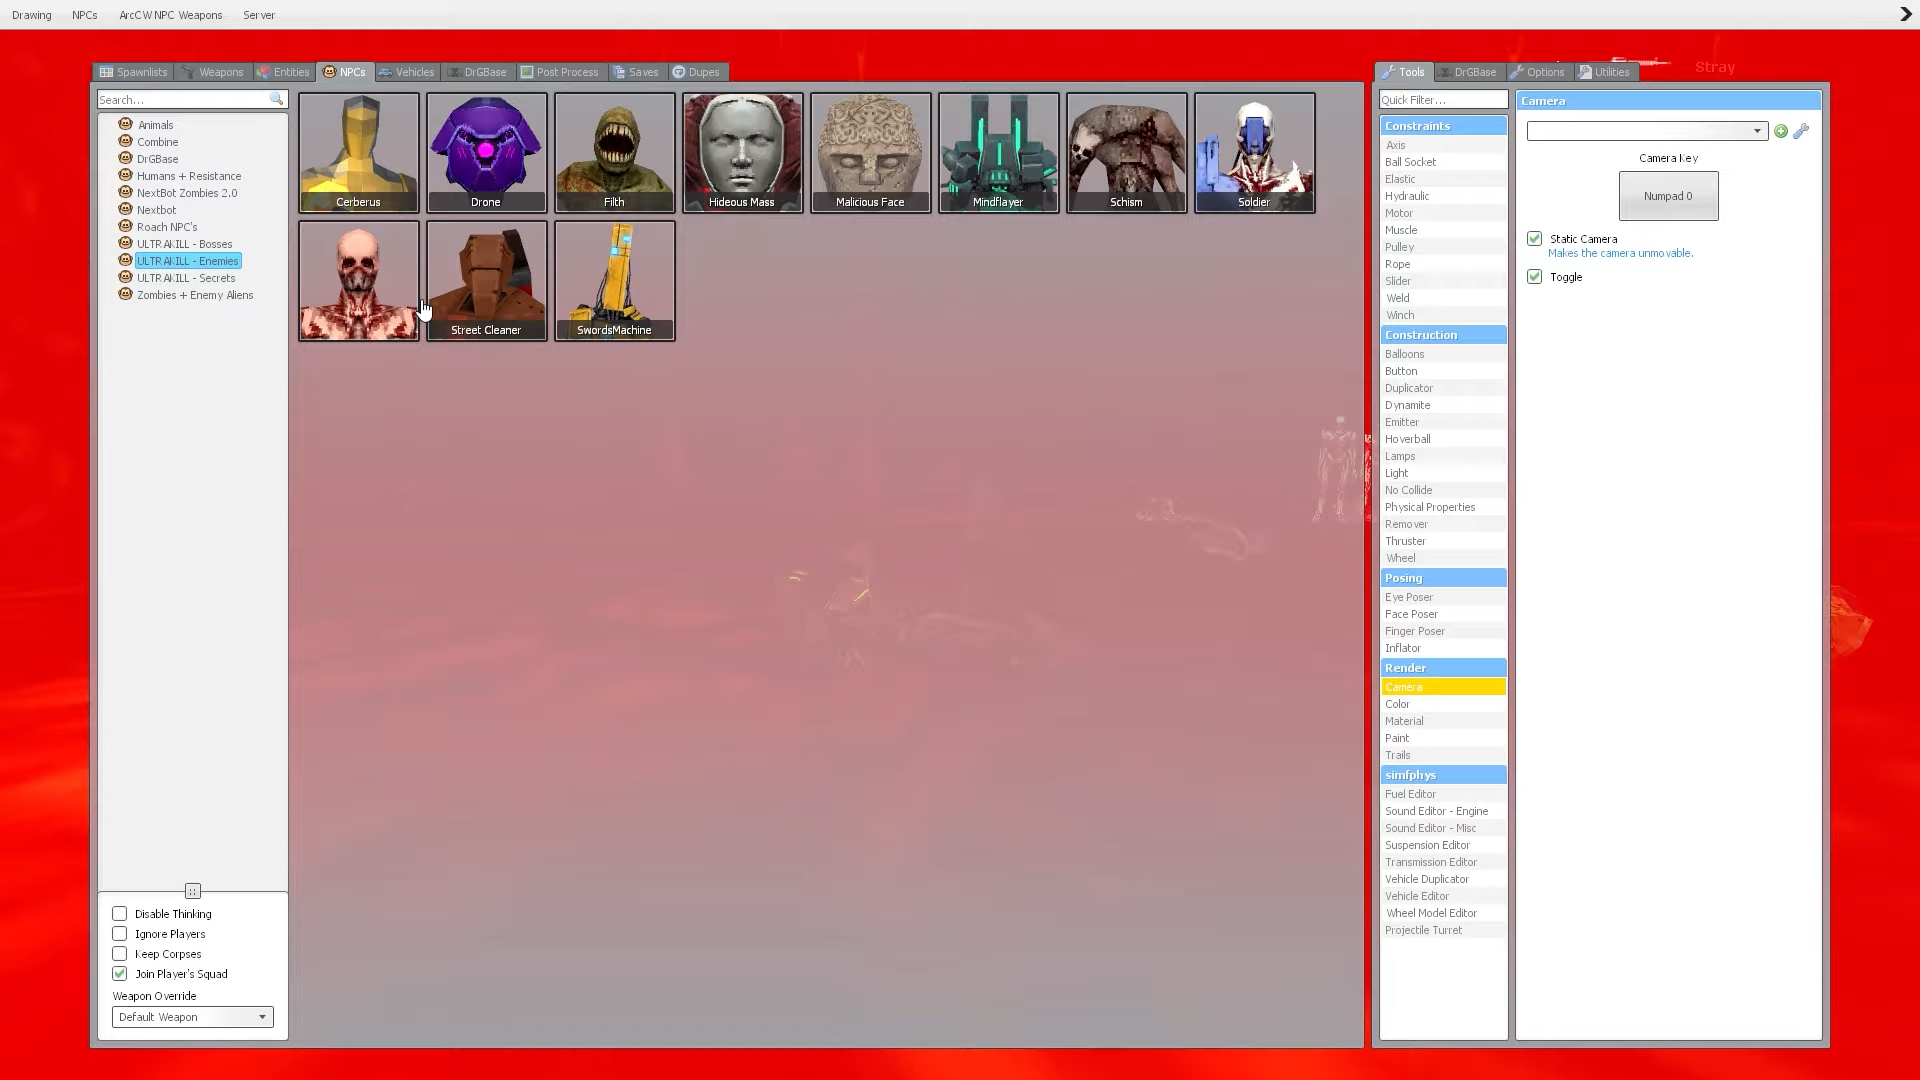 Drawing NPCs ArcCW NPC Weapons Server
Spawnlists Weapons Entities NPCs Vehicles DrGBase Post Process Saves Dupes
Search...
Animals
Combine
DrGBase
Humans + Resistance
NextBot Zombies 2.0
Nextbot
Roach NPC's
ULTRAKILL - Bosses
ULTRAKILL - Enemies
ULTRAKILL - Secrets
Zombies + Enemy Aliens
Disable Thinking
Ignore Players
Keep Corpses
Join Player's Squad
Weapon Override
Default Weapon
Cerberus Drone Filth Hideous Mass Malicious Face Mindflayer Schism Soldier
Street Cleaner SwordsMachine
Stray
Tools DrGBase Options Utilities
Quick Filter...
Constraints
Axis
Ball Socket
Elastic
Hydraulic
Motor
Muscle
Pulley
Rope
Slider
Weld
Winch
Construction
Balloons
Button
Duplicator
Dynamite
Emitter
Hoverball
Lamps
Light
No Collide
Physical Properties
Remover
Thruster
Wheel
Posing
Eye Poser
Face Poser
Finger Poser
Inflator
Render
Camera
Color
Material
Paint
Trails
simfphys
Fuel Editor
Sound Editor - Engine
Sound Editor - Misc
Suspension Editor
Transmission Editor
Vehicle Duplicator
Vehicle Editor
Wheel Model Editor
Projectile Turret
Camera
Camera Key
Numpad 0
Static Camera
Makes the camera unmovable.
Toggle